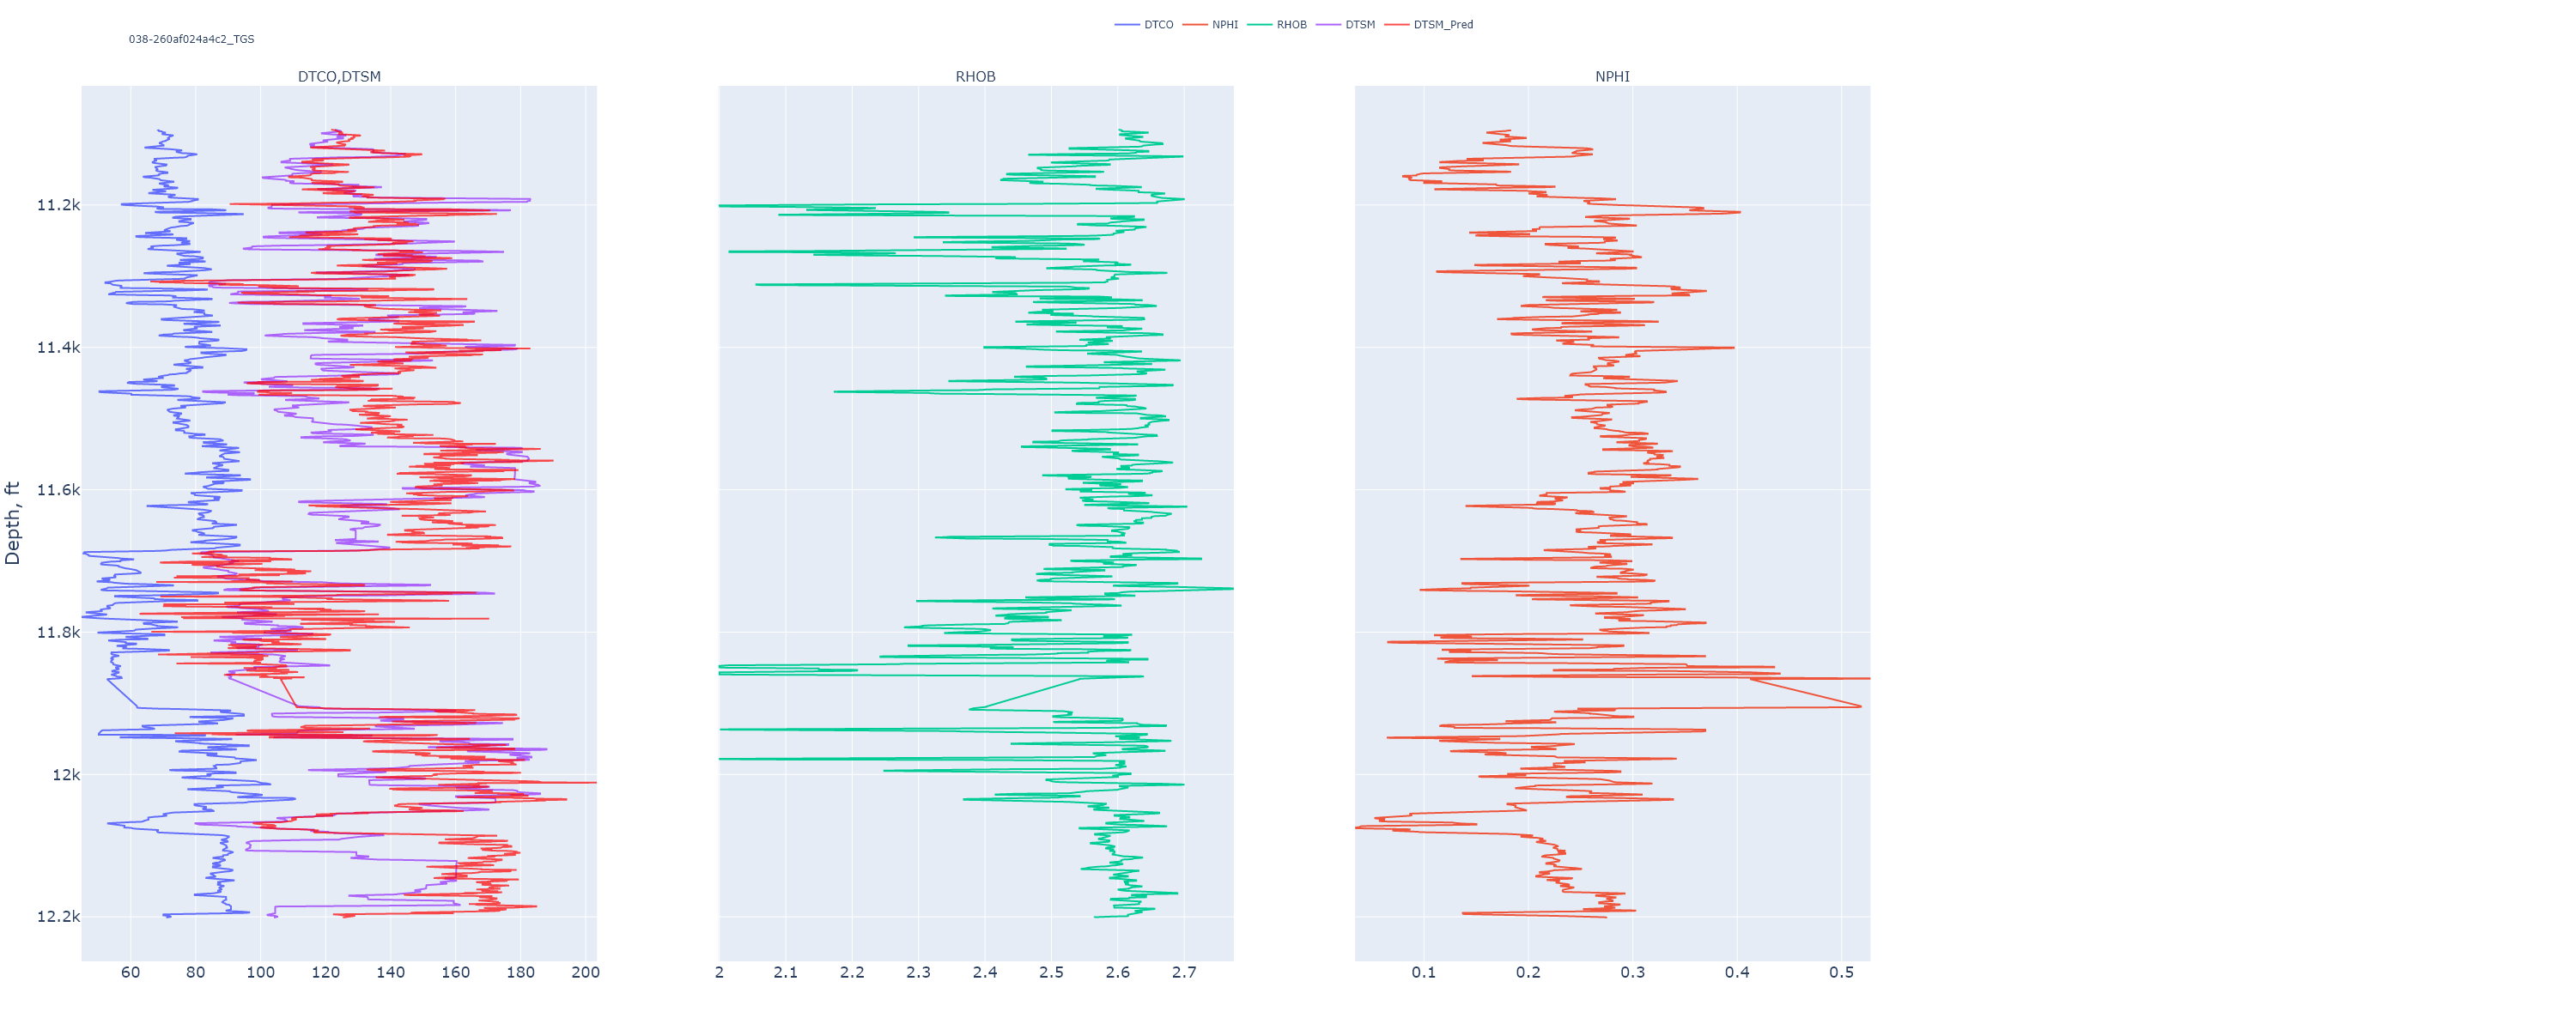 DTCO NPHI RHOB DTSM DTSM_Pred
038-260af024a4c2_TGS
DTCO,DTSM RHOB NPHI
11.2k
11.4k
11.6k
Depth, ft
11.8k
12k
12.2k
60 80 100 120 140 160 180 200 2 2.1 2.2 2.3 2.4 2.5 2.6 2.7 0.1 0.2 0.3 0.4 0.5